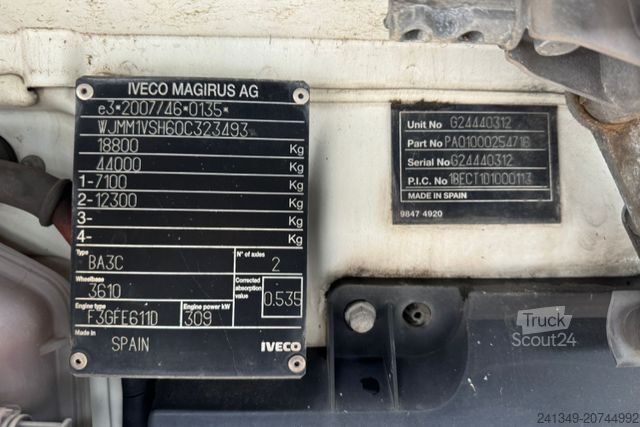 IVECO MAGIRUS AG
e3*2007/46*0135*
WJMM1VSH60C323493
18800 Kg
44000 Kg
1-7100 Kg
2-12300 Kg
3- Kg
4- Kg
Type BA3C N° of axles 2
Wheelbase 3610 Corrected absorption value 0.535
Engine type F3GFE611D Engine power kW 309
Made in SPAIN IVECO
Unit No G24440312
Part No PA0100025471B
Serial No G24440312
P.I.C. No 18ECT1D1000113
MADE IN SPAIN
9847 4920
Truck
Scout24
241349-20744992